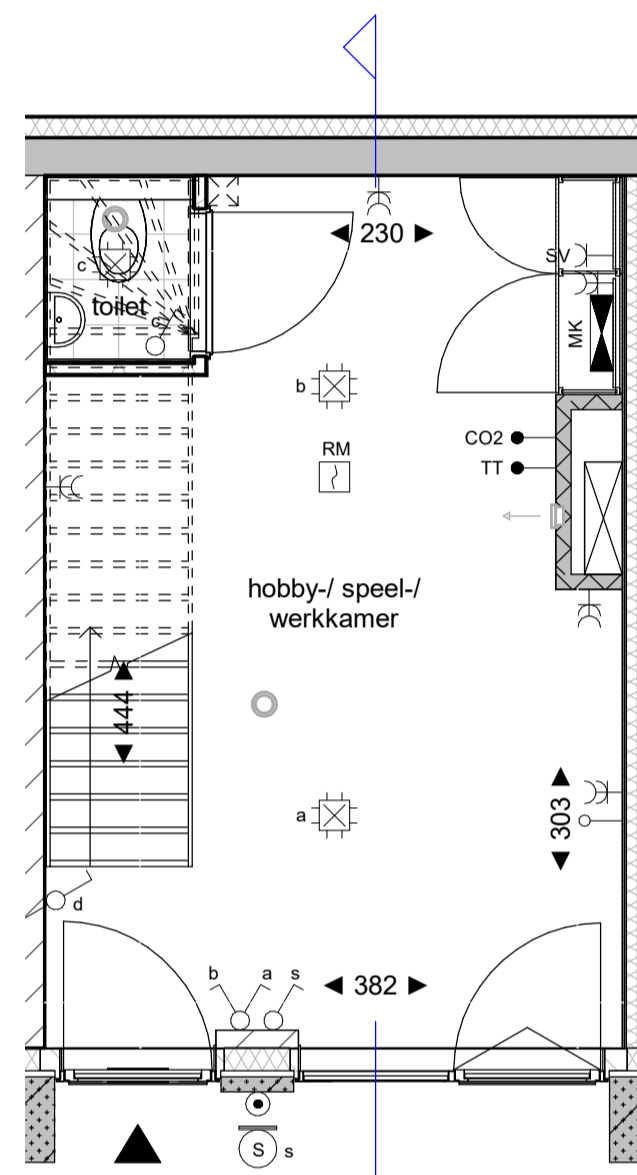 230
SV
c
toilet
c
MK
b
CO2
RM
TT
hobby-/ speel-/
werkkamer
444
a
303
d
b a s
382
S s